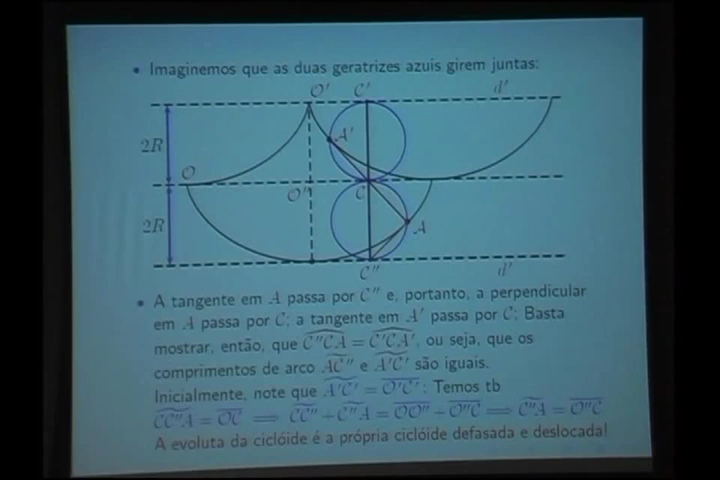 • Imaginemos que as duas geratrizes azuis girem juntas:
O' C' d'
2R A'
O
O'' C
2R A
C'' d'
• A tangente em A passa por C'' e, portanto, a perpendicular
em A passa por C; a tangente em A' passa por C; Basta
mostrar, então, que C''CA = C'CA', ou seja, que os
comprimentos de arco AC'' e A'C' são iguais.
Inicialmente, note que A'C' = O'C'; Temos tb
CC''A = OC ⟹ CC'' + C''A = OO'' + O''C ⟹ C''A = O''C
A evoluta da ciclóide é a própria ciclóide defasada e deslocada!